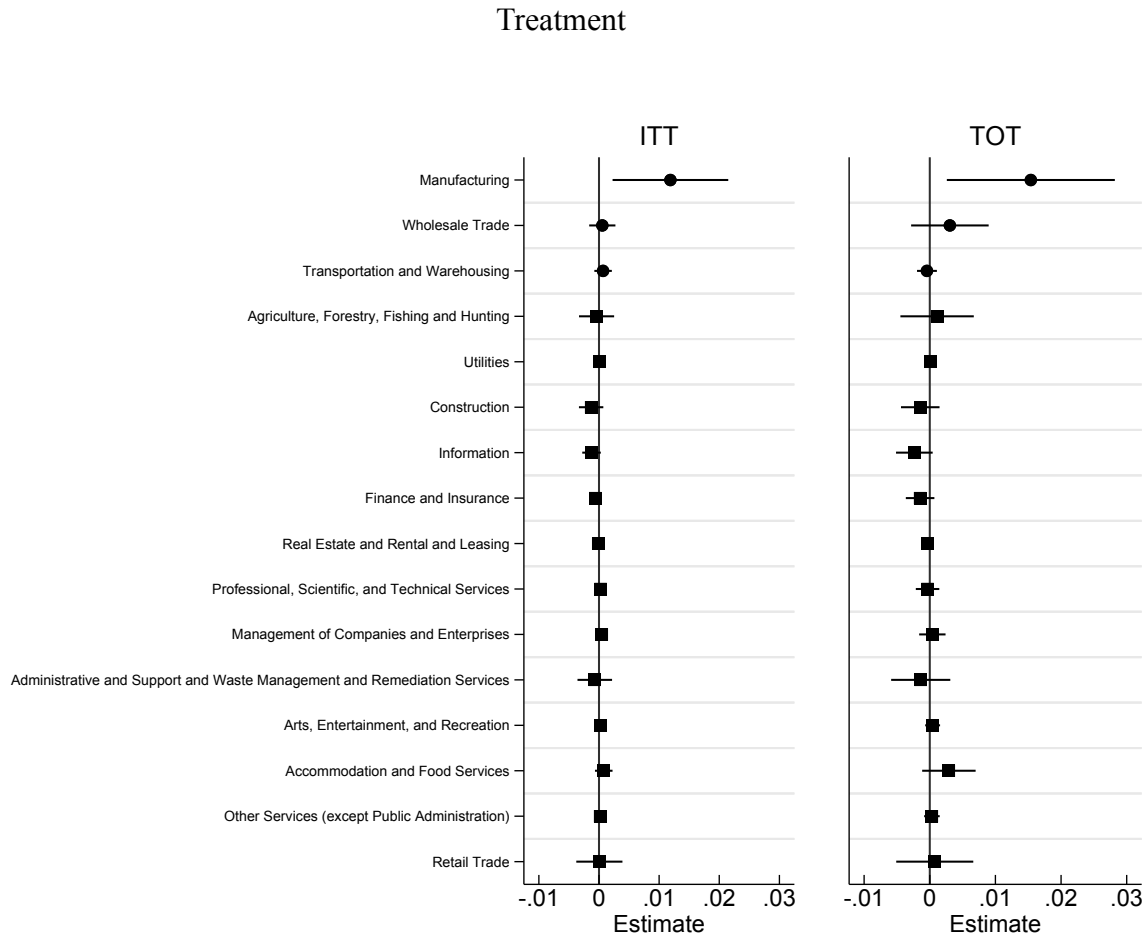 Treatment
ITT
TOT
Manufacturing
Wholesale Trade
Transportation and Warehousing
Agriculture, Forestry, Fishing and Hunting
Utilities
Construction
Information
Finance and Insurance
Real Estate and Rental and Leasing
Professional, Scientific, and Technical Services
Management of Companies and Enterprises
Administrative and Support and Waste Management and Remediation Services
Arts, Entertainment, and Recreation
Accommodation and Food Services
Other Services (except Public Administration)
Retail Trade
-.01 0 .01 .02 .03
Estimate
-.01 0 .01 .02 .03
Estimate